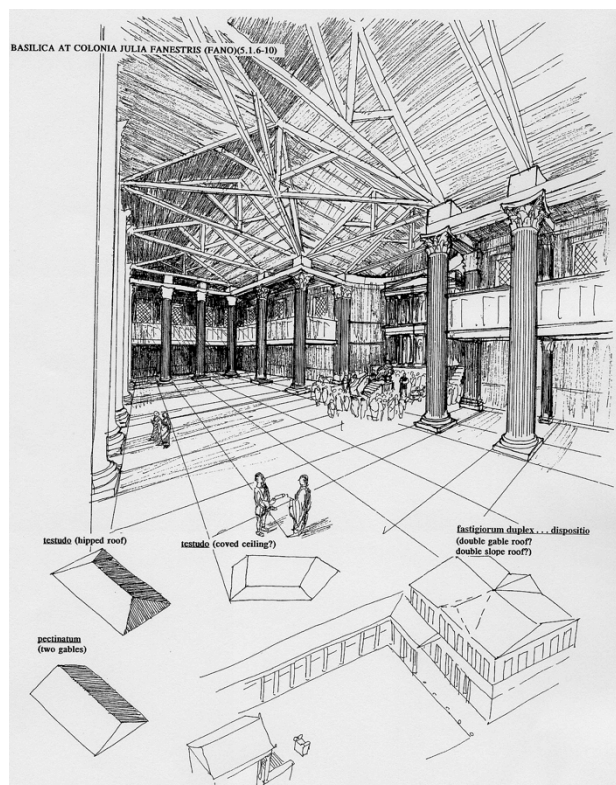 BASILICA AT COLONIA JULIA FANESTRIS (FANO)(5.1.6-10)
testudo (hipped roof)
testudo (coved ceiling?)
fastigiorum duplex . . . dispositio
(double gable roof?
double slope roof?)
pectinatum
(two gables)